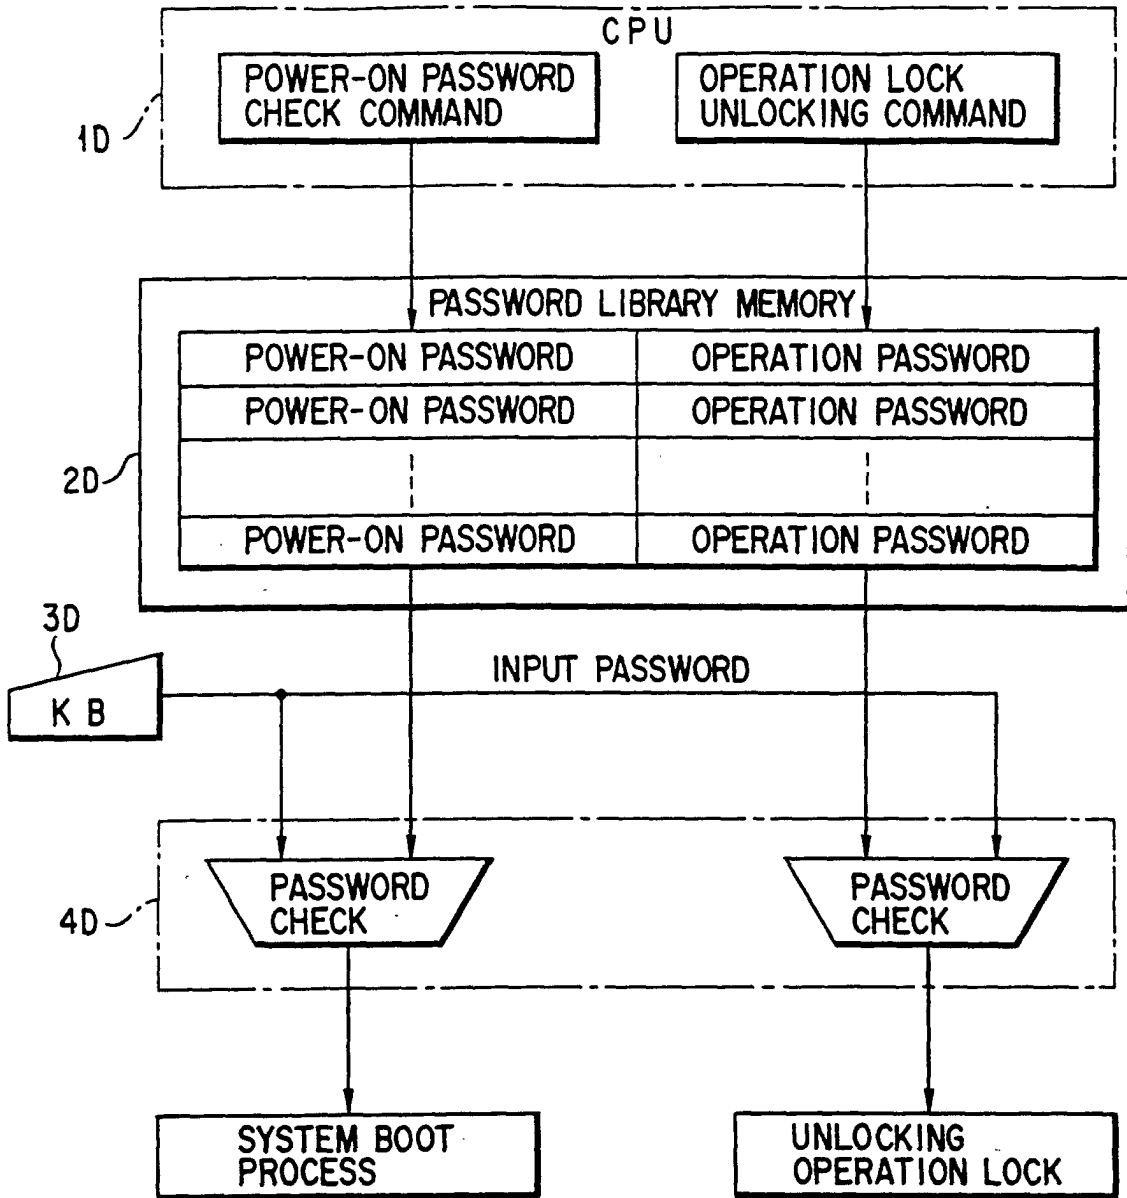 CPU
POWER-ON PASSWORD
CHECK COMMAND
OPERATION LOCK
UNLOCKING COMMAND
1D
PASSWORD LIBRARY MEMORY
POWER-ON PASSWORD
OPERATION PASSWORD
POWER-ON PASSWORD
OPERATION PASSWORD
2D
POWER-ON PASSWORD
OPERATION PASSWORD
3D
KB
INPUT PASSWORD
PASSWORD
CHECK
PASSWORD
CHECK
4D
SYSTEM BOOT
PROCESS
UNLOCKING
OPERATION LOCK